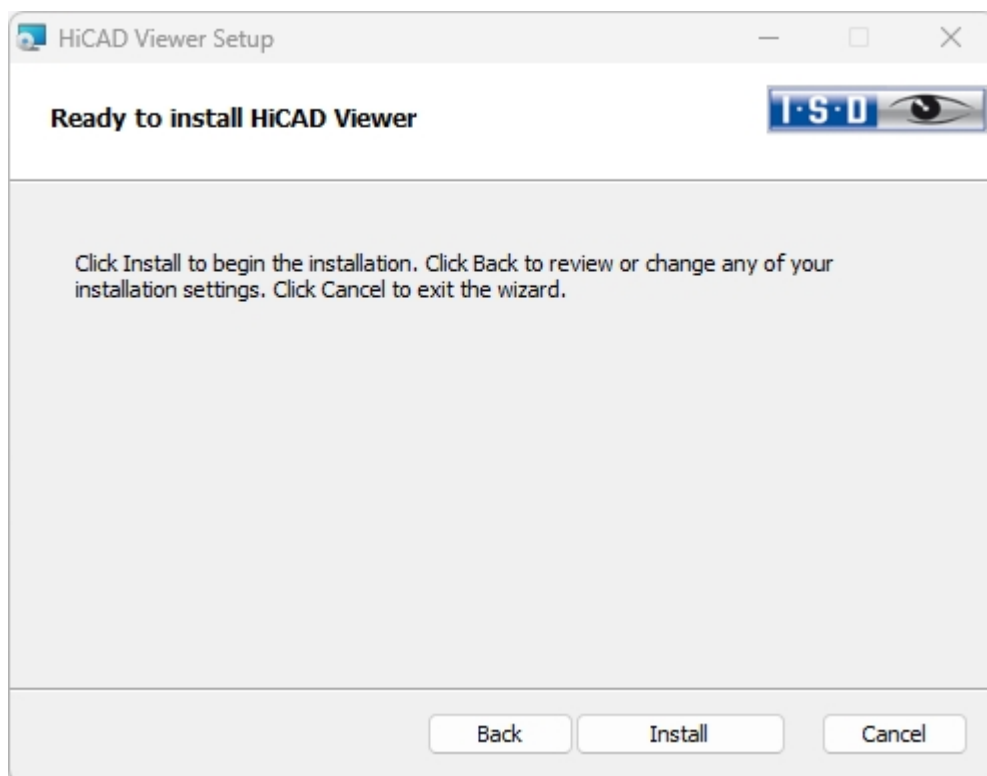 HiCAD Viewer Setup
Ready to install HiCAD Viewer
I·S·D
Click Install to begin the installation. Click Back to review or change any of your
installation settings. Click Cancel to exit the wizard.
Back
Install
Cancel